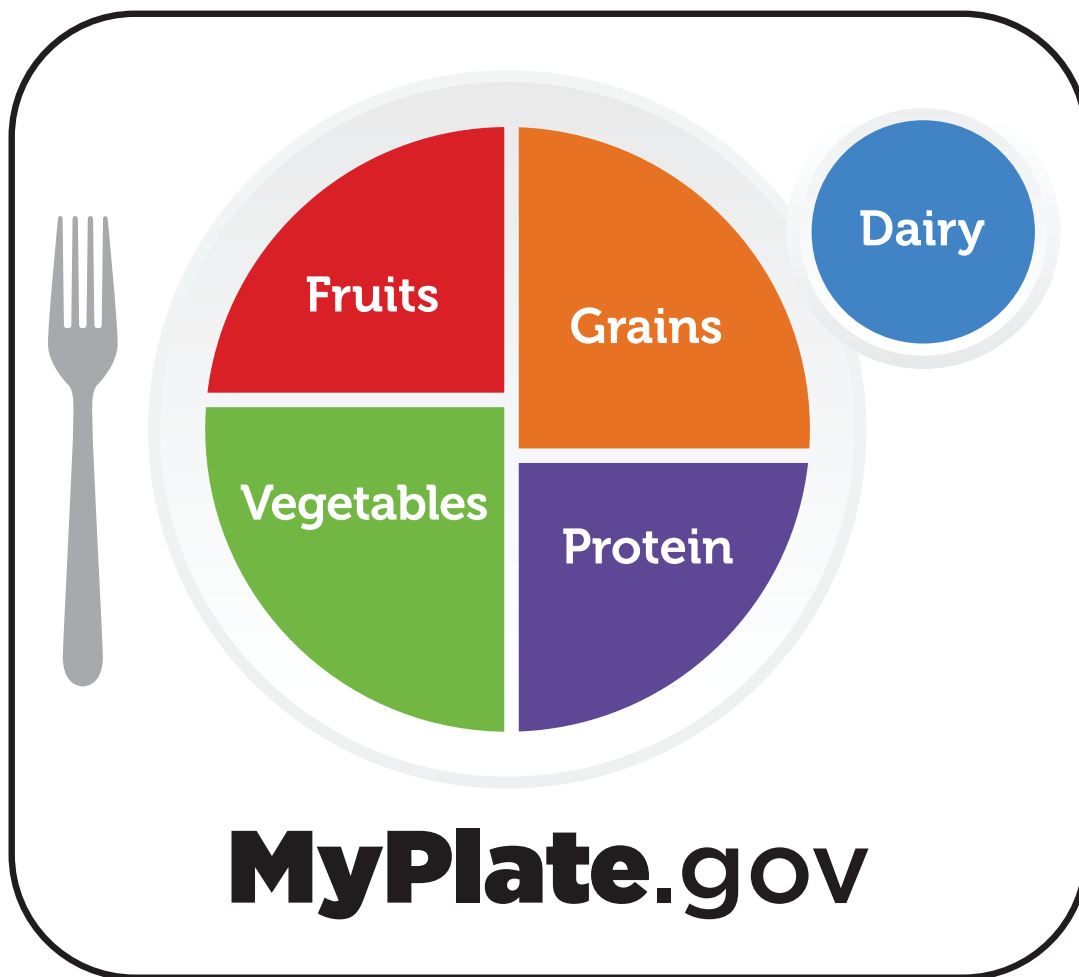 Fruits
Grains
Dairy
Vegetables
Protein
MyPlate.gov